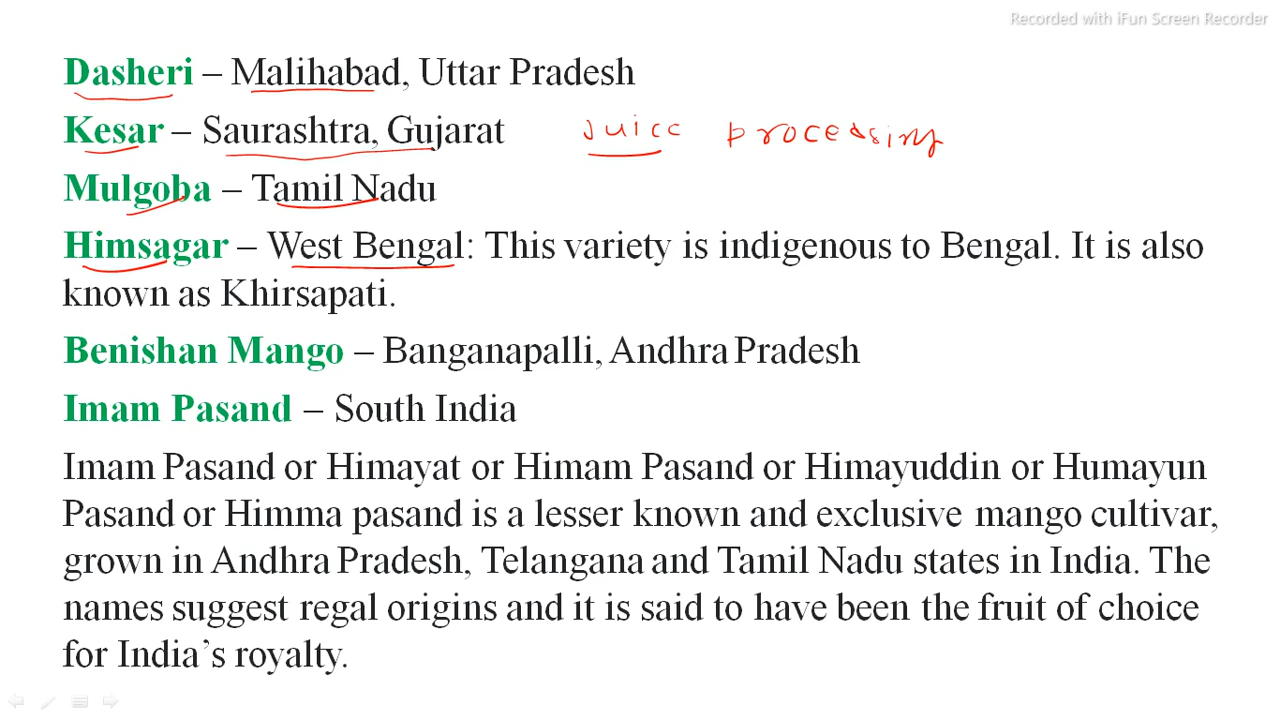 Recorded with iFun Screen Recorder
Dasheri – Malihabad, Uttar Pradesh
Kesar – Saurashtra, Gujarat juice processing
Mulgoba – Tamil Nadu
Himsagar – West Bengal: This variety is indigenous to Bengal. It is also
known as Khirsapati.
Benishan Mango – Banganapalli, Andhra Pradesh
Imam Pasand – South India
Imam Pasand or Himayat or Himam Pasand or Himayuddin or Humayun
Pasand or Himma pasand is a lesser known and exclusive mango cultivar,
grown in Andhra Pradesh, Telangana and Tamil Nadu states in India. The
names suggest regal origins and it is said to have been the fruit of choice
for India’s royalty.